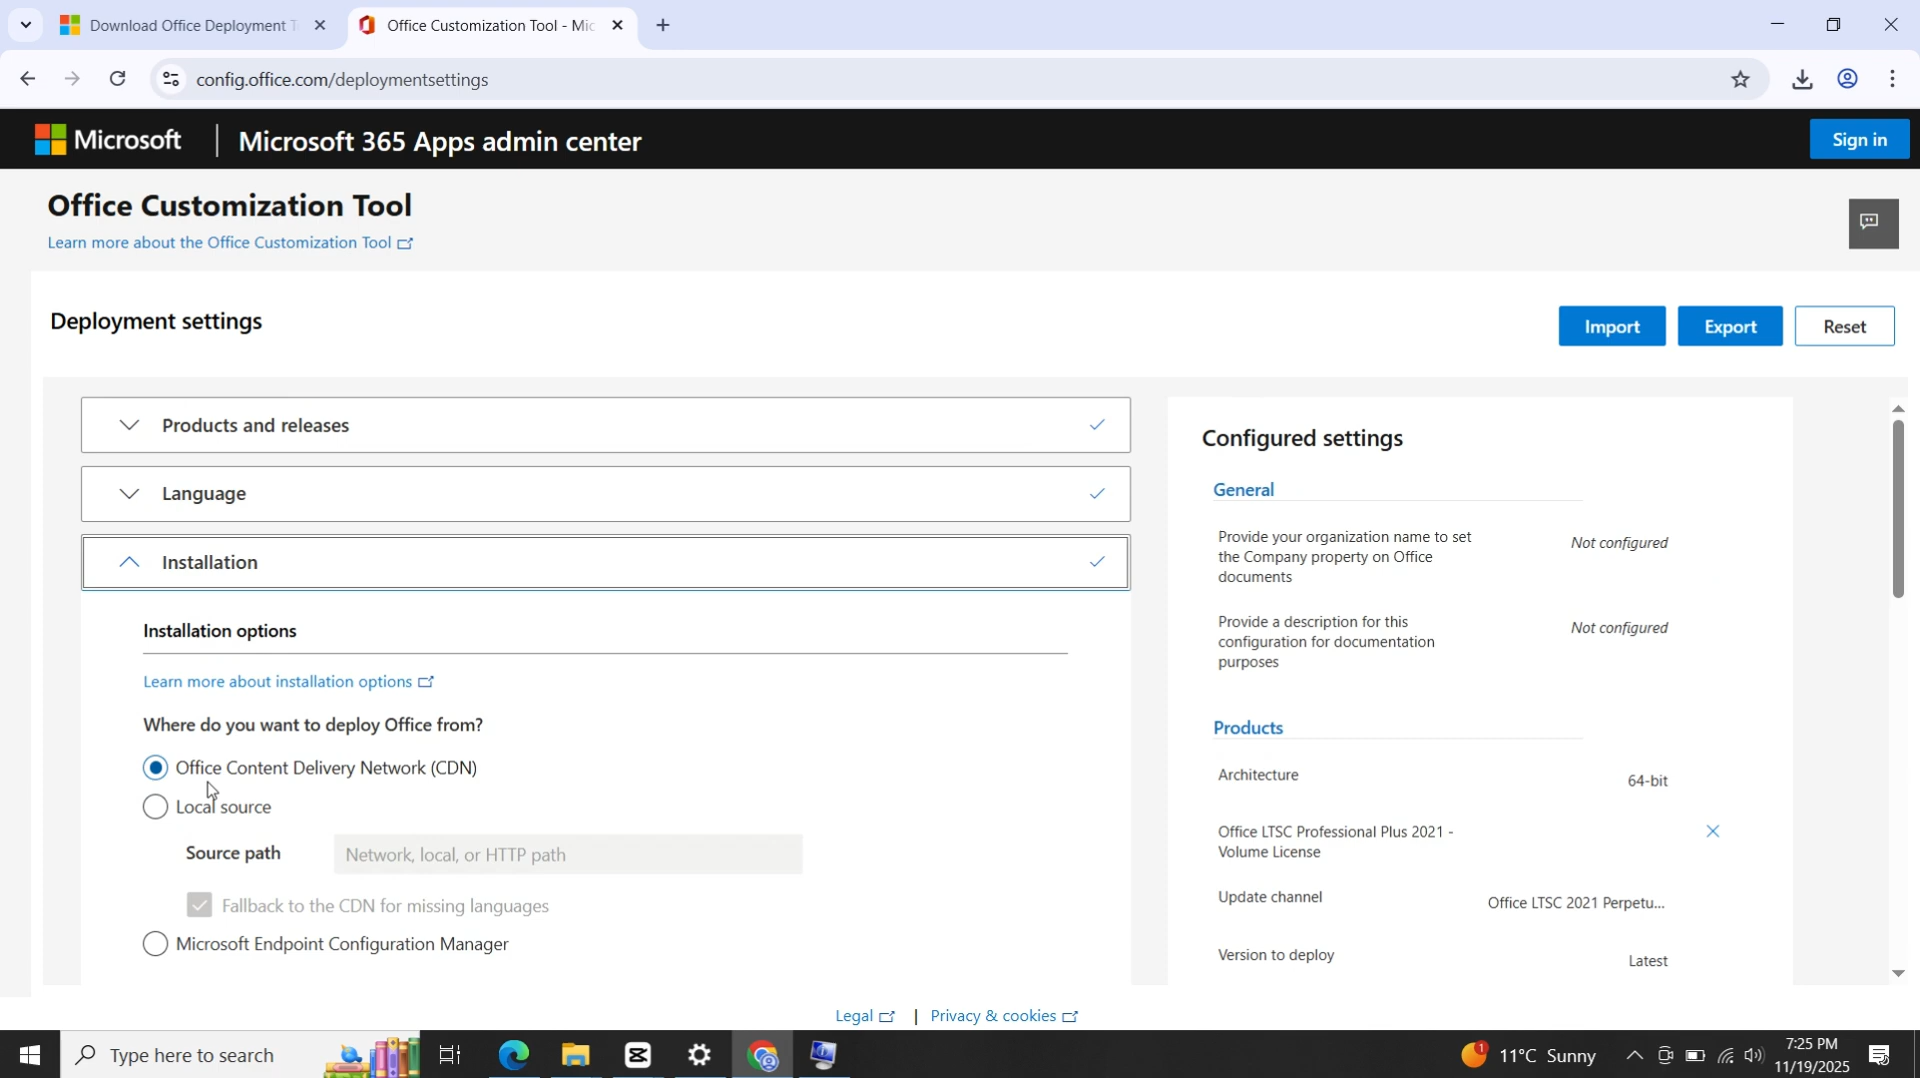 Download Office Deployment T
Office Customization Tool - Mic
config.office.com/deploymentsettings
Microsoft
Microsoft 365 Apps admin center
Sign in
Office Customization Tool
Learn more about the Office Customization Tool
Deployment settings
Import
Export
Reset
Products and releases
Language
Installation
Installation options
Learn more about installation options
Where do you want to deploy Office from?
Office Content Delivery Network (CDN)
Local source
Source path
Network, local, or HTTP path
Fallback to the CDN for missing languages
Microsoft Endpoint Configuration Manager
Configured settings
General
Provide your organization name to set
the Company property on Office
documents
Not configured
Provide a description for this
configuration for documentation
purposes
Not configured
Products
Architecture
64-bit
Office LTSC Professional Plus 2021 -
Volume License
Update channel
Office LTSC 2021 Perpetu...
Version to deploy
Latest
Legal
|
Privacy & cookies
Type here to search
1
11°C Sunny
7:25 PM
11/19/2025